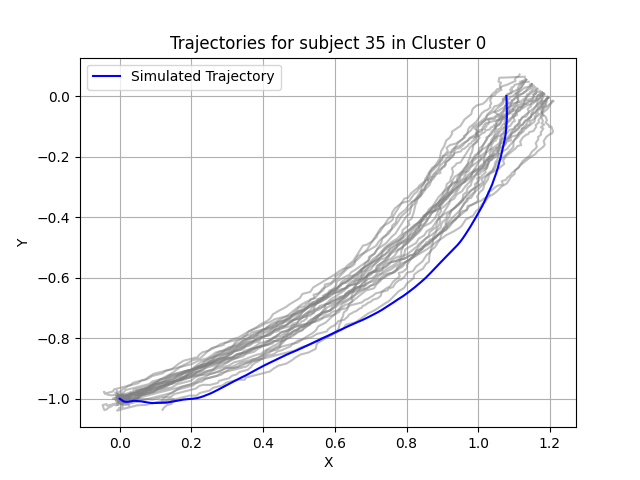 Trajectories for subject 35 in Cluster 0
Simulated Trajectory
Y
0.0
−0.2
−0.4
−0.6
−0.8
−1.0
0.0 0.2 0.4 0.6 0.8 1.0 1.2
X